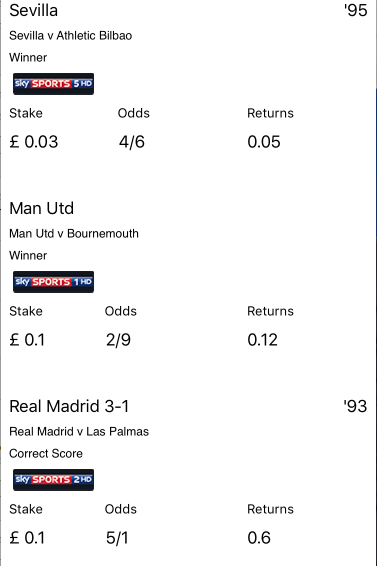 Sevilla '95
Sevilla v Athletic Bilbao
Winner
sky SPORTS 5 HD
Stake Odds Returns
£ 0.03 4/6 0.05
Man Utd
Man Utd v Bournemouth
Winner
sky SPORTS 1 HD
Stake Odds Returns
£ 0.1 2/9 0.12
Real Madrid 3-1 '93
Real Madrid v Las Palmas
Correct Score
sky SPORTS 2 HD
Stake Odds Returns
£ 0.1 5/1 0.6